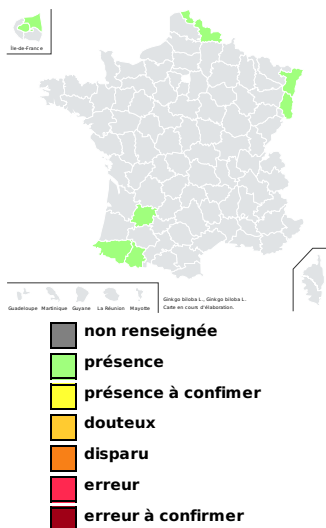 Île-de-France
Guadeloupe Martinique Guyane La Réunion Mayotte
Ginkgo biloba L., Ginkgo biloba L.
Carte en cours d'élaboration.
non renseignée
présence
présence à confimer
douteux
disparu
erreur
erreur à confirmer